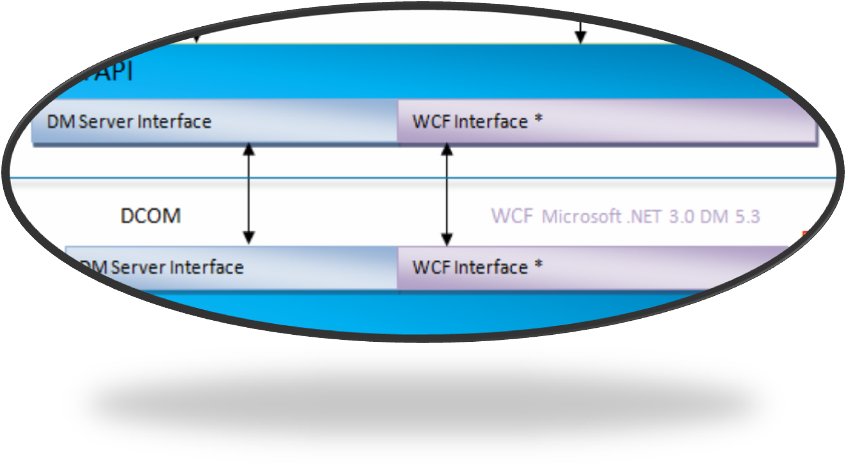 API
DM Server Interface
WCF Interface *
DCOM
WCF Microsoft .NET 3.0 DM 5.3
DM Server Interface
WCF Interface *